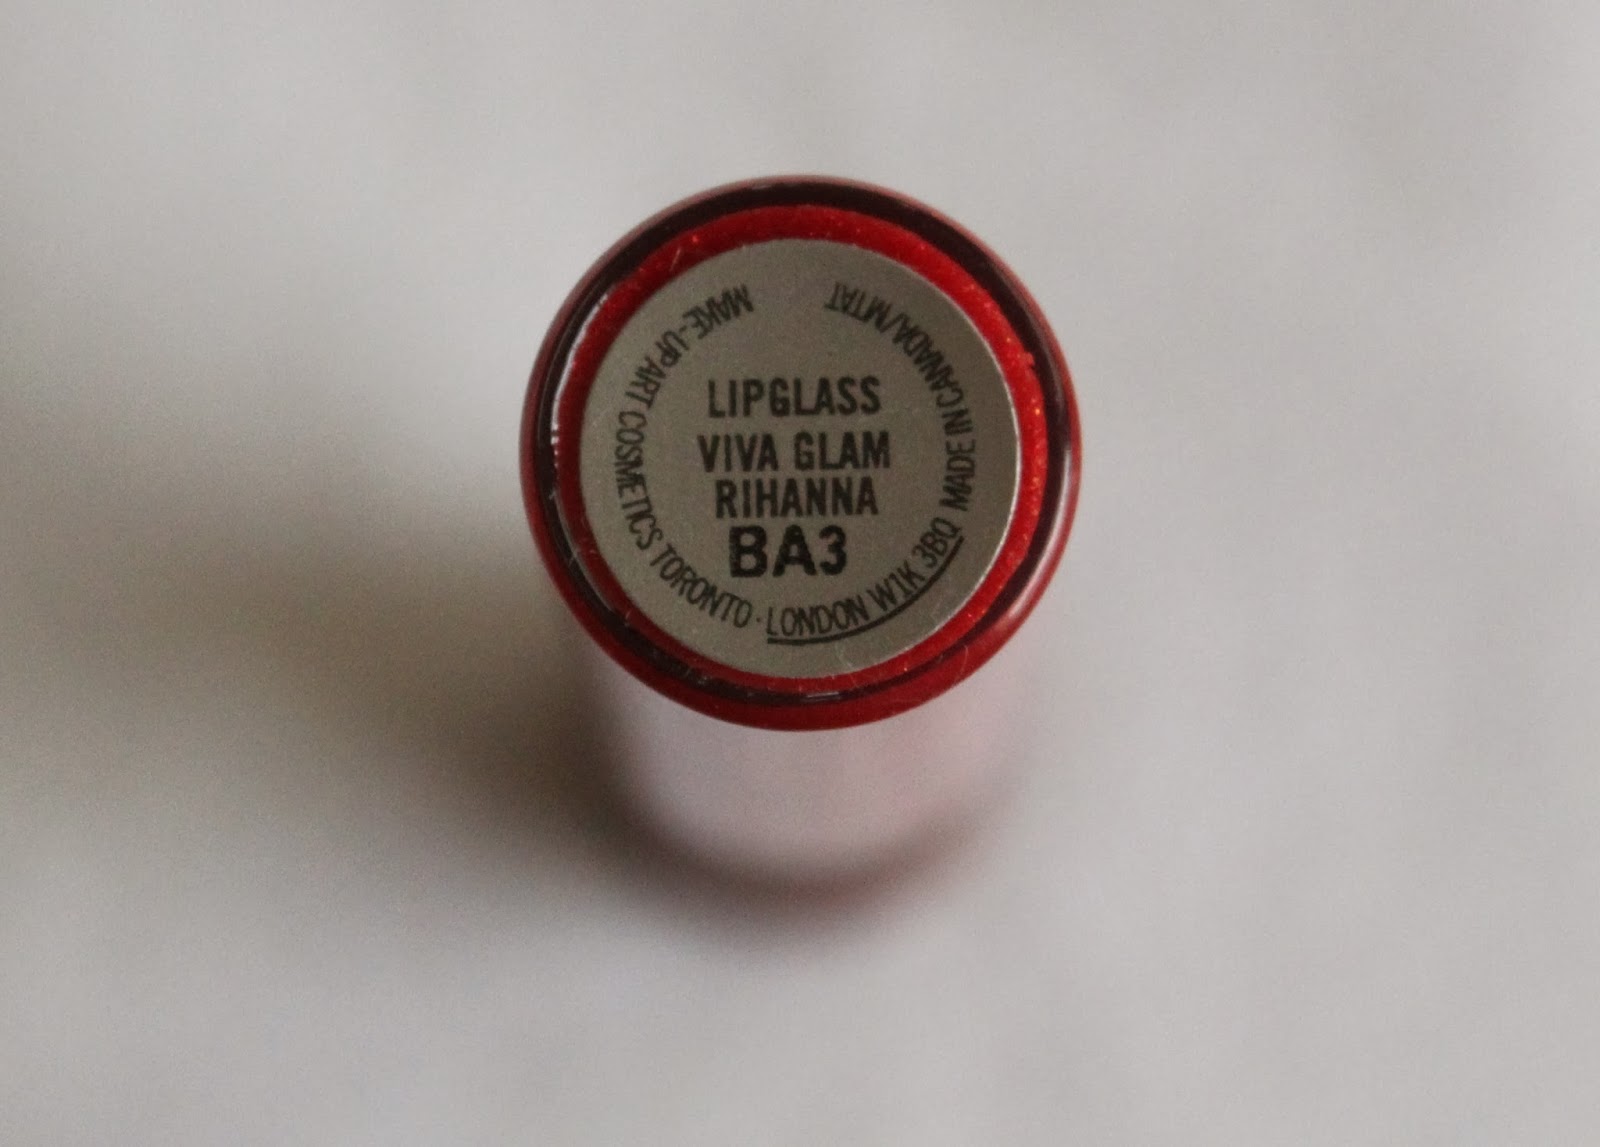 LIPGLASS
VIVA GLAM
RIHANNA
BA3
MAKE-UP ART COSMETICS TORONTO · LONDON W1K 3BQ MADE IN CANADA/MTAT